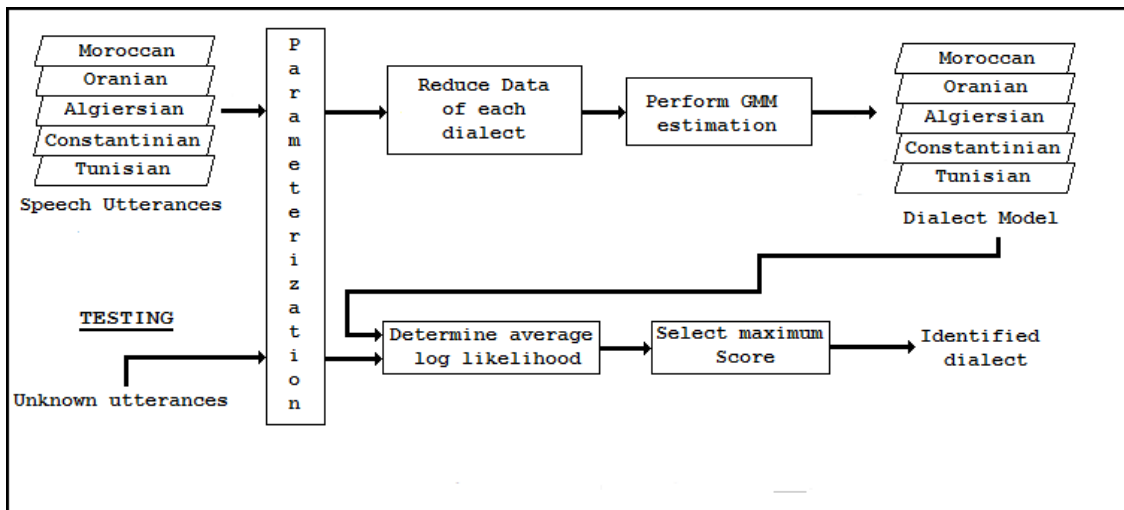 Moroccan
Oranian
Algiersian
Constantinian
Tunisian
Speech Utterances
Parameterization
Reduce Data
of each
dialect
Perform GMM
estimation
Moroccan
Oranian
Algiersian
Constantinian
Tunisian
Dialect Model
TESTING
Unknown utterances
Determine average
log likelihood
Select maximum
Score
Identified
dialect